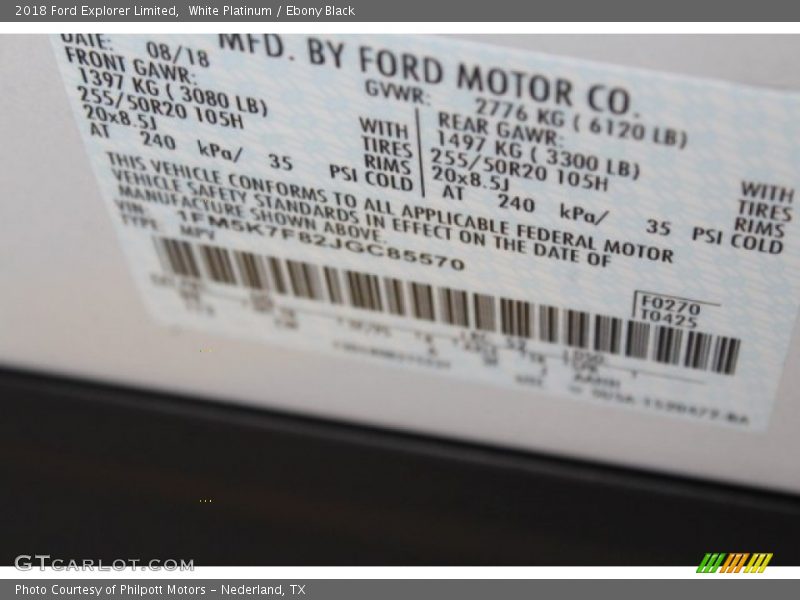 2018 Ford Explorer Limited, White Platinum / Ebony Black
MFD. BY FORD MOTOR CO.
DATE: 08/18
GVWR: 2776 KG ( 6120 LB)
FRONT GAWR:
1397 KG ( 3080 LB)
255/50R20 105H
20x8.5J
WITH
TIRES
RIMS
AT 240 kPa/ 35 PSI COLD
REAR GAWR:
1497 KG ( 3300 LB)
255/50R20 105H
20x8.5J
WITH
TIRES
RIMS
AT 240 kPa/ 35 PSI COLD
THIS VEHICLE CONFORMS TO ALL APPLICABLE FEDERAL MOTOR
VEHICLE SAFETY STANDARDS IN EFFECT ON THE DATE OF
MANUFACTURE SHOWN ABOVE.
VIN: 1FM5K7F82JGC85570
TYPE MPV
F0270
T0425
GTCARLOT.COM
Photo Courtesy of Philpott Motors – Nederland, TX